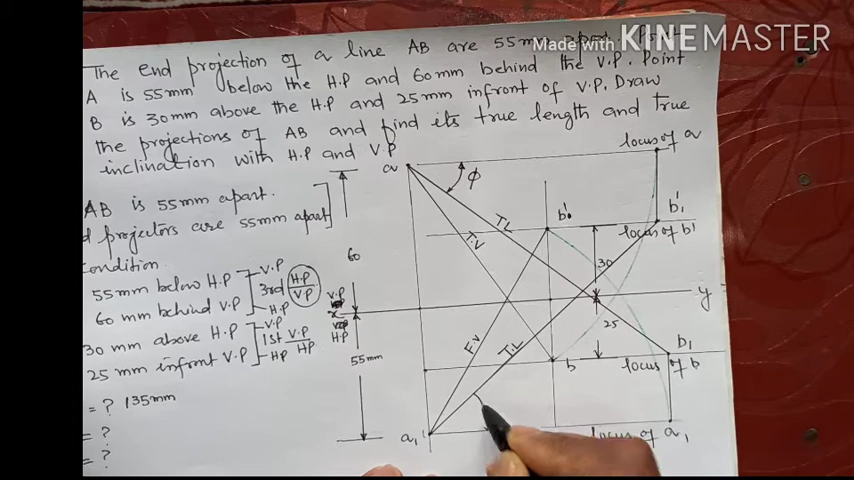 Made with KINEMASTER
The end projection of a line AB are 55mm apart. Point
A is 55mm below the H.P and 60mm behind the V.P. Point
B is 30mm above the H.P and 25mm infront of V.P. Draw
the projections of AB and find its true length and true
inclination with H.P and V.P
AB is 55mm apart.
projectors are 55mm apart
condition
55mm below H.P V.P
60 mm behind V.P H.P
3rd H.P
V.P
30 mm above H.P V.P
25 mm infront V.P HP
1st V.P
HP
= ? 135mm
= ?
= ?
a
locus of a
ϕ
b'
b'1
T.L
T.V
locus of b'
60
30
V.P
x
H.P
y
25
55mm
F.V
T.L
b
b1
locus of b
a1'
locus of a1